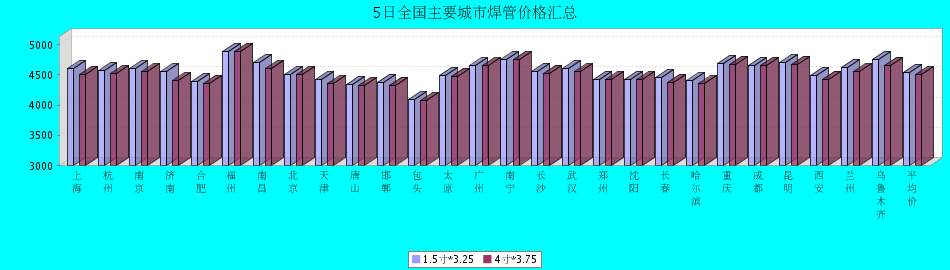 5日全国主要城市焊管价格汇总
5000
4500
4000
3500
3000
上海
杭州
南京
济南
合肥
福州
南昌
北京
天津
唐山
邯郸
包头
太原
广州
南宁
长沙
武汉
郑州
沈阳
长春
哈尔滨
重庆
成都
昆明
西安
兰州
乌鲁木齐
平均价
1.5寸*3.25
4寸*3.75